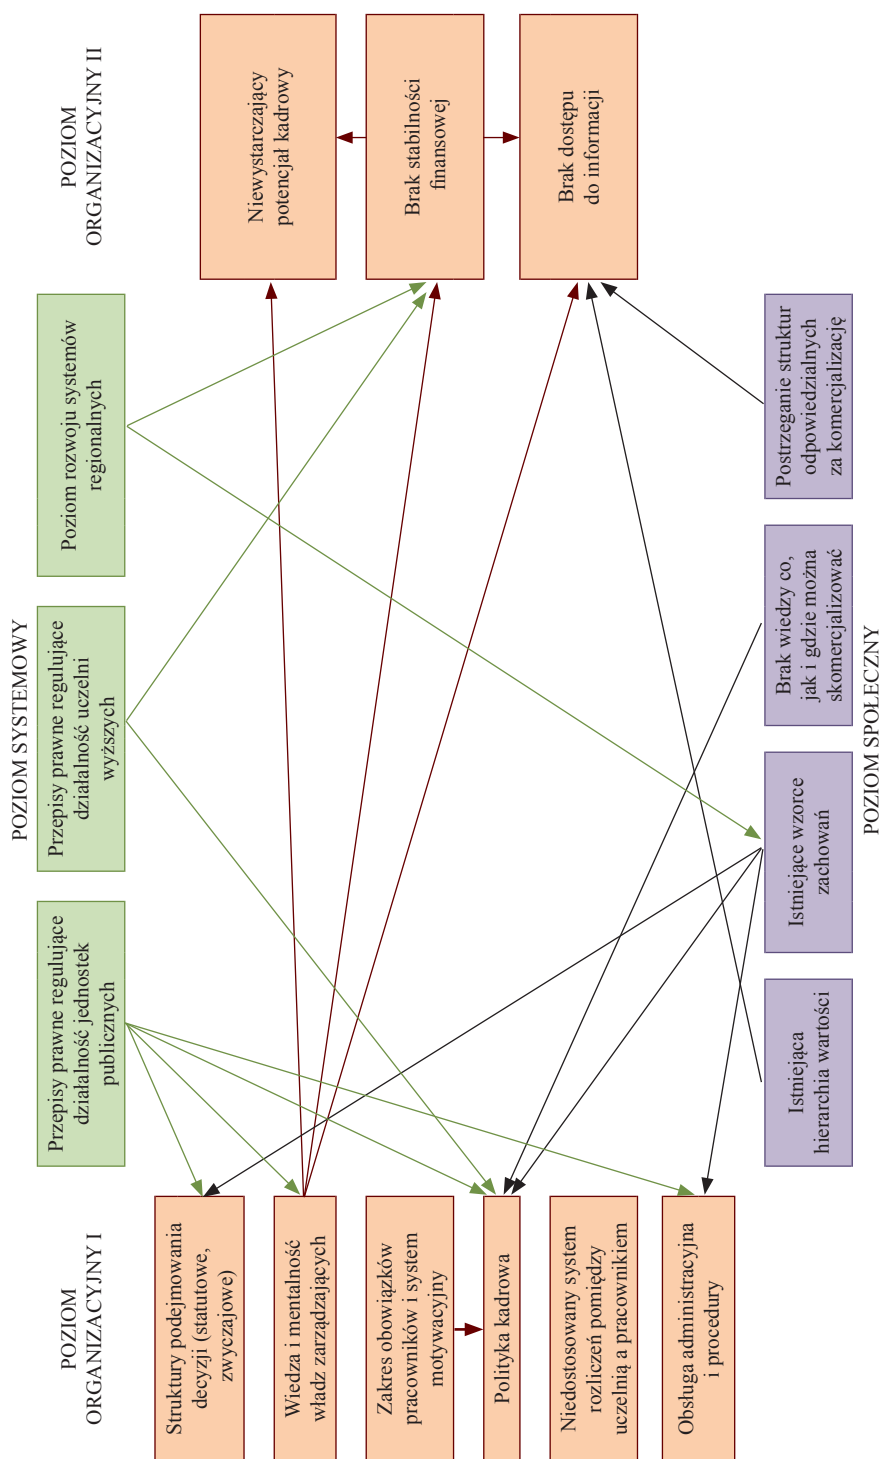 POZIOM SYSTEMOWY
Przepisy prawne regulujące
działalność jednostek
publicznych
Przepisy prawne regulujące
działalność uczelni
wyższych
Poziom rozwoju systemów
regionalnych
POZIOM
ORGANIZACYJNY I
Struktury podejmowania
decyzji (statutowe,
zwyczajowe)
Wiedza i mentalność
władz zarządzających
Zakres obowiązków
pracowników i system
motywacyjny
Polityka kadrowa
Niedostosowany system
rozliczeń pomiędzy
uczelnią a pracownikiem
Obsługa administracyjna
i procedury
POZIOM
ORGANIZACYJNY II
Niewystarczający
potencjał kadrowy
Brak stabilności
finansowej
Brak dostępu
do informacji
Istniejąca
hierarchia wartości
Istniejące wzorce
zachowań
Brak wiedzy co,
jak i gdzie można
skomercjalizować
Postrzeganie struktur
odpowiedzialnych
za komercjalizację
POZIOM SPOŁECZNY